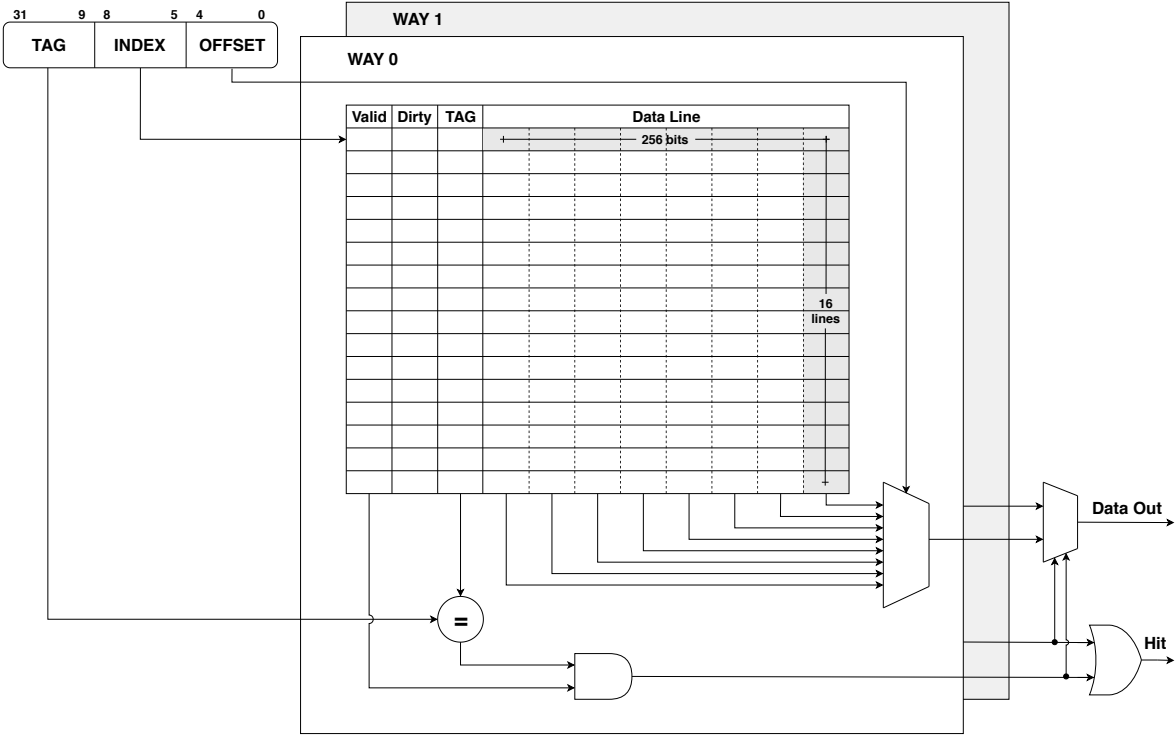 31 9 8 5 4 0
TAG INDEX OFFSET
WAY 1
WAY 0
Valid Dirty TAG Data Line
256 bits
16
lines
Data Out
=
Hit